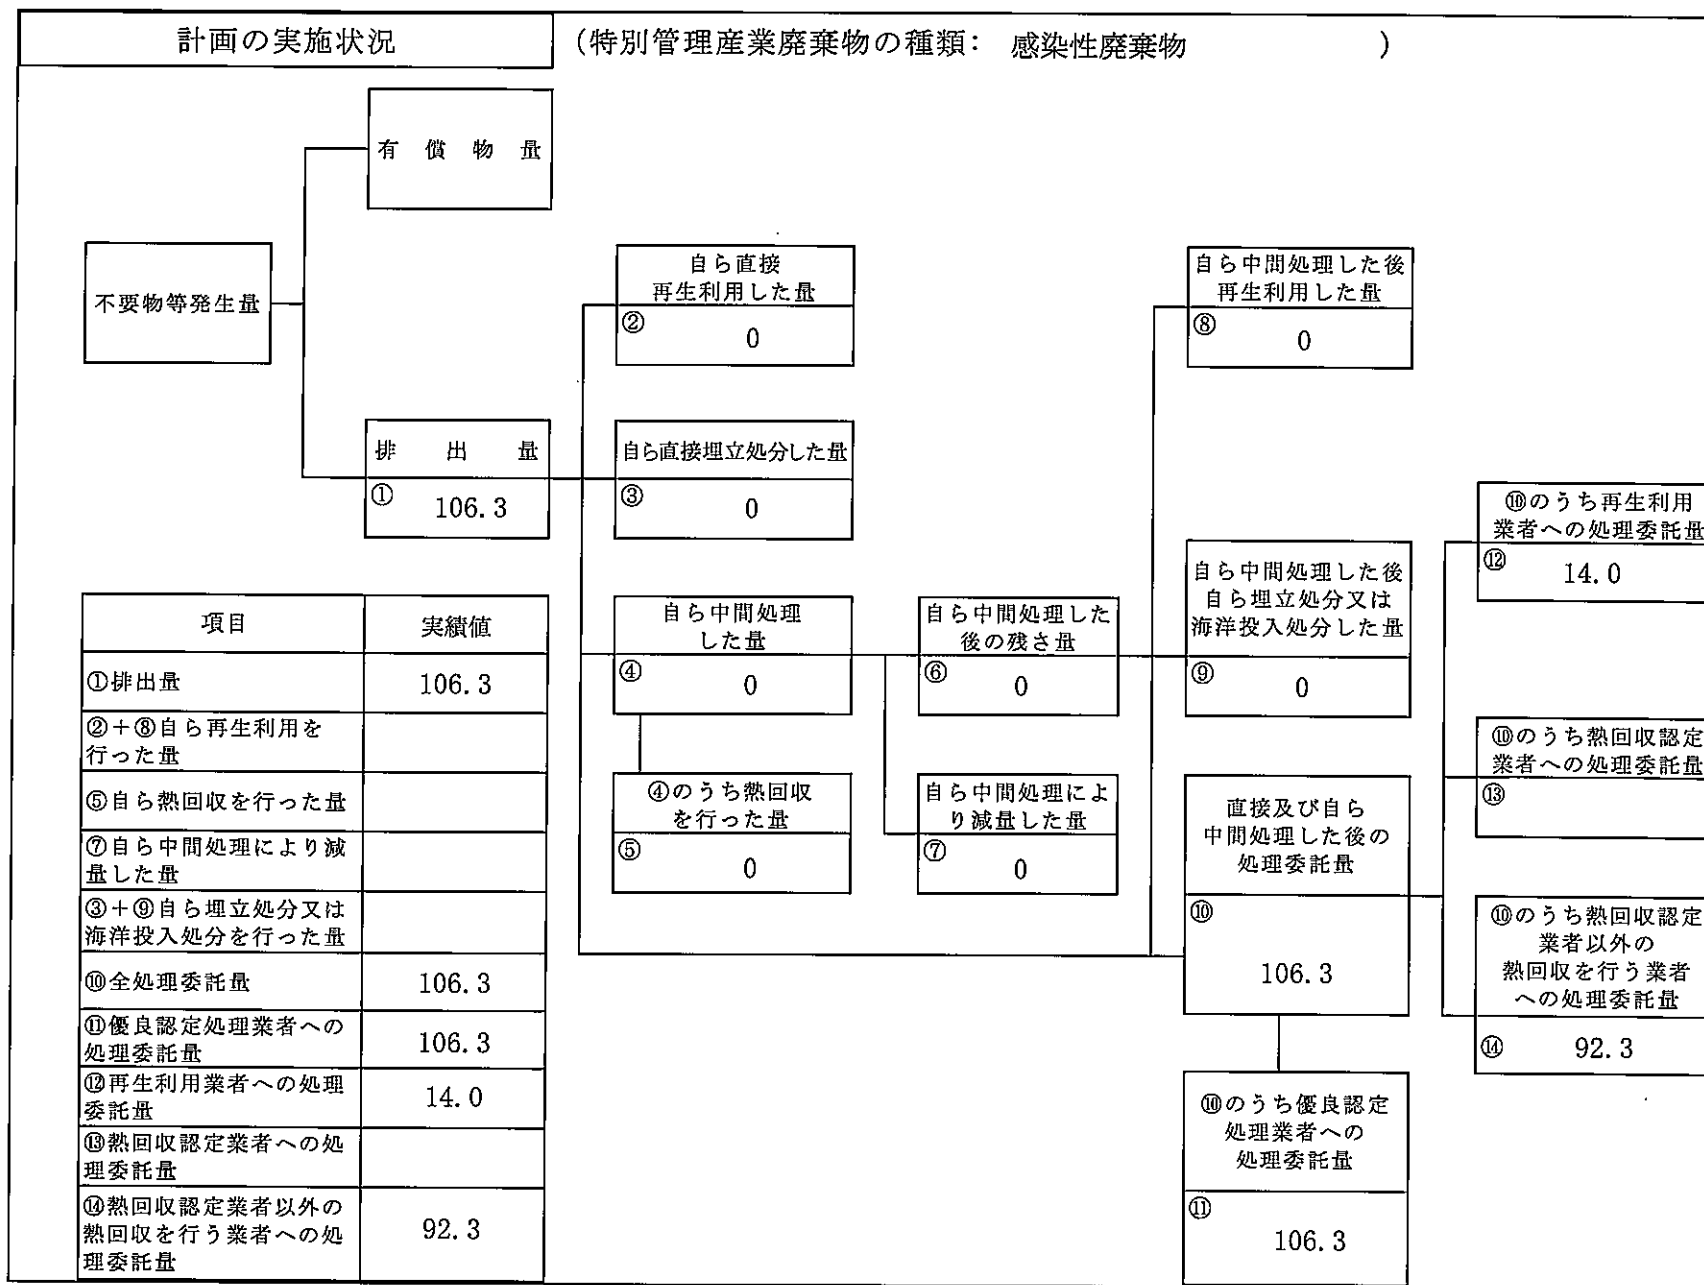 計画の実施状況
(特別管理産業廃棄物の種類: 感染性廃棄物 )
有償物量
不要物等発生量
排出量
① 106.3
自ら直接
再生利用した量
② 0
自ら直接埋立処分した量
③ 0
自ら中間処理
した量
④ 0
④のうち熱回収
を行った量
⑤ 0
自ら中間処理した
後の残さ量
⑥ 0
自ら中間処理によ
り減量した量
⑦ 0
自ら中間処理した後
再生利用した量
⑧ 0
自ら中間処理した後
自ら埋立処分又は
海洋投入処分した量
⑨ 0
直接及び自ら
中間処理した後の
処理委託量
⑩
106.3
⑩のうち優良認定
処理業者への
処理委託量
⑪
106.3
⑩のうち再生利用
業者への処理委託量
⑫ 14.0
⑩のうち熱回収認定
業者への処理委託量
⑬
⑩のうち熱回収認定
業者以外の
熱回収を行う業者
への処理委託量
⑭ 92.3
項目 実績値
①排出量 106.3
②+⑧自ら再生利用を
行った量
⑤自ら熱回収を行った量
⑦自ら中間処理により減
量した量
③+⑨自ら埋立処分又は
海洋投入処分を行った量
⑩全処理委託量 106.3
⑪優良認定処理業者への
処理委託量 106.3
⑫再生利用業者への処理
委託量 14.0
⑬熱回収認定業者への処
理委託量
⑭熱回収認定業者以外の
熱回収を行う業者への処
理委託量 92.3